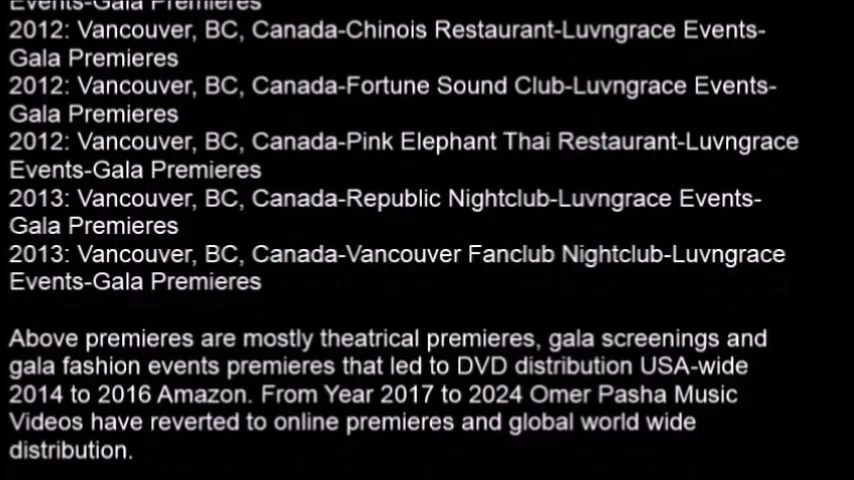 Events-Gala Premieres
2012: Vancouver, BC, Canada-Chinois Restaurant-Luvngrace Events-
Gala Premieres
2012: Vancouver, BC, Canada-Fortune Sound Club-Luvngrace Events-
Gala Premieres
2012: Vancouver, BC, Canada-Pink Elephant Thai Restaurant-Luvngrace
Events-Gala Premieres
2013: Vancouver, BC, Canada-Republic Nightclub-Luvngrace Events-
Gala Premieres
2013: Vancouver, BC, Canada-Vancouver Fanclub Nightclub-Luvngrace
Events-Gala Premieres
Above premieres are mostly theatrical premieres, gala screenings and
gala fashion events premieres that led to DVD distribution USA-wide
2014 to 2016 Amazon. From Year 2017 to 2024 Omer Pasha Music
Videos have reverted to online premieres and global world wide
distribution.